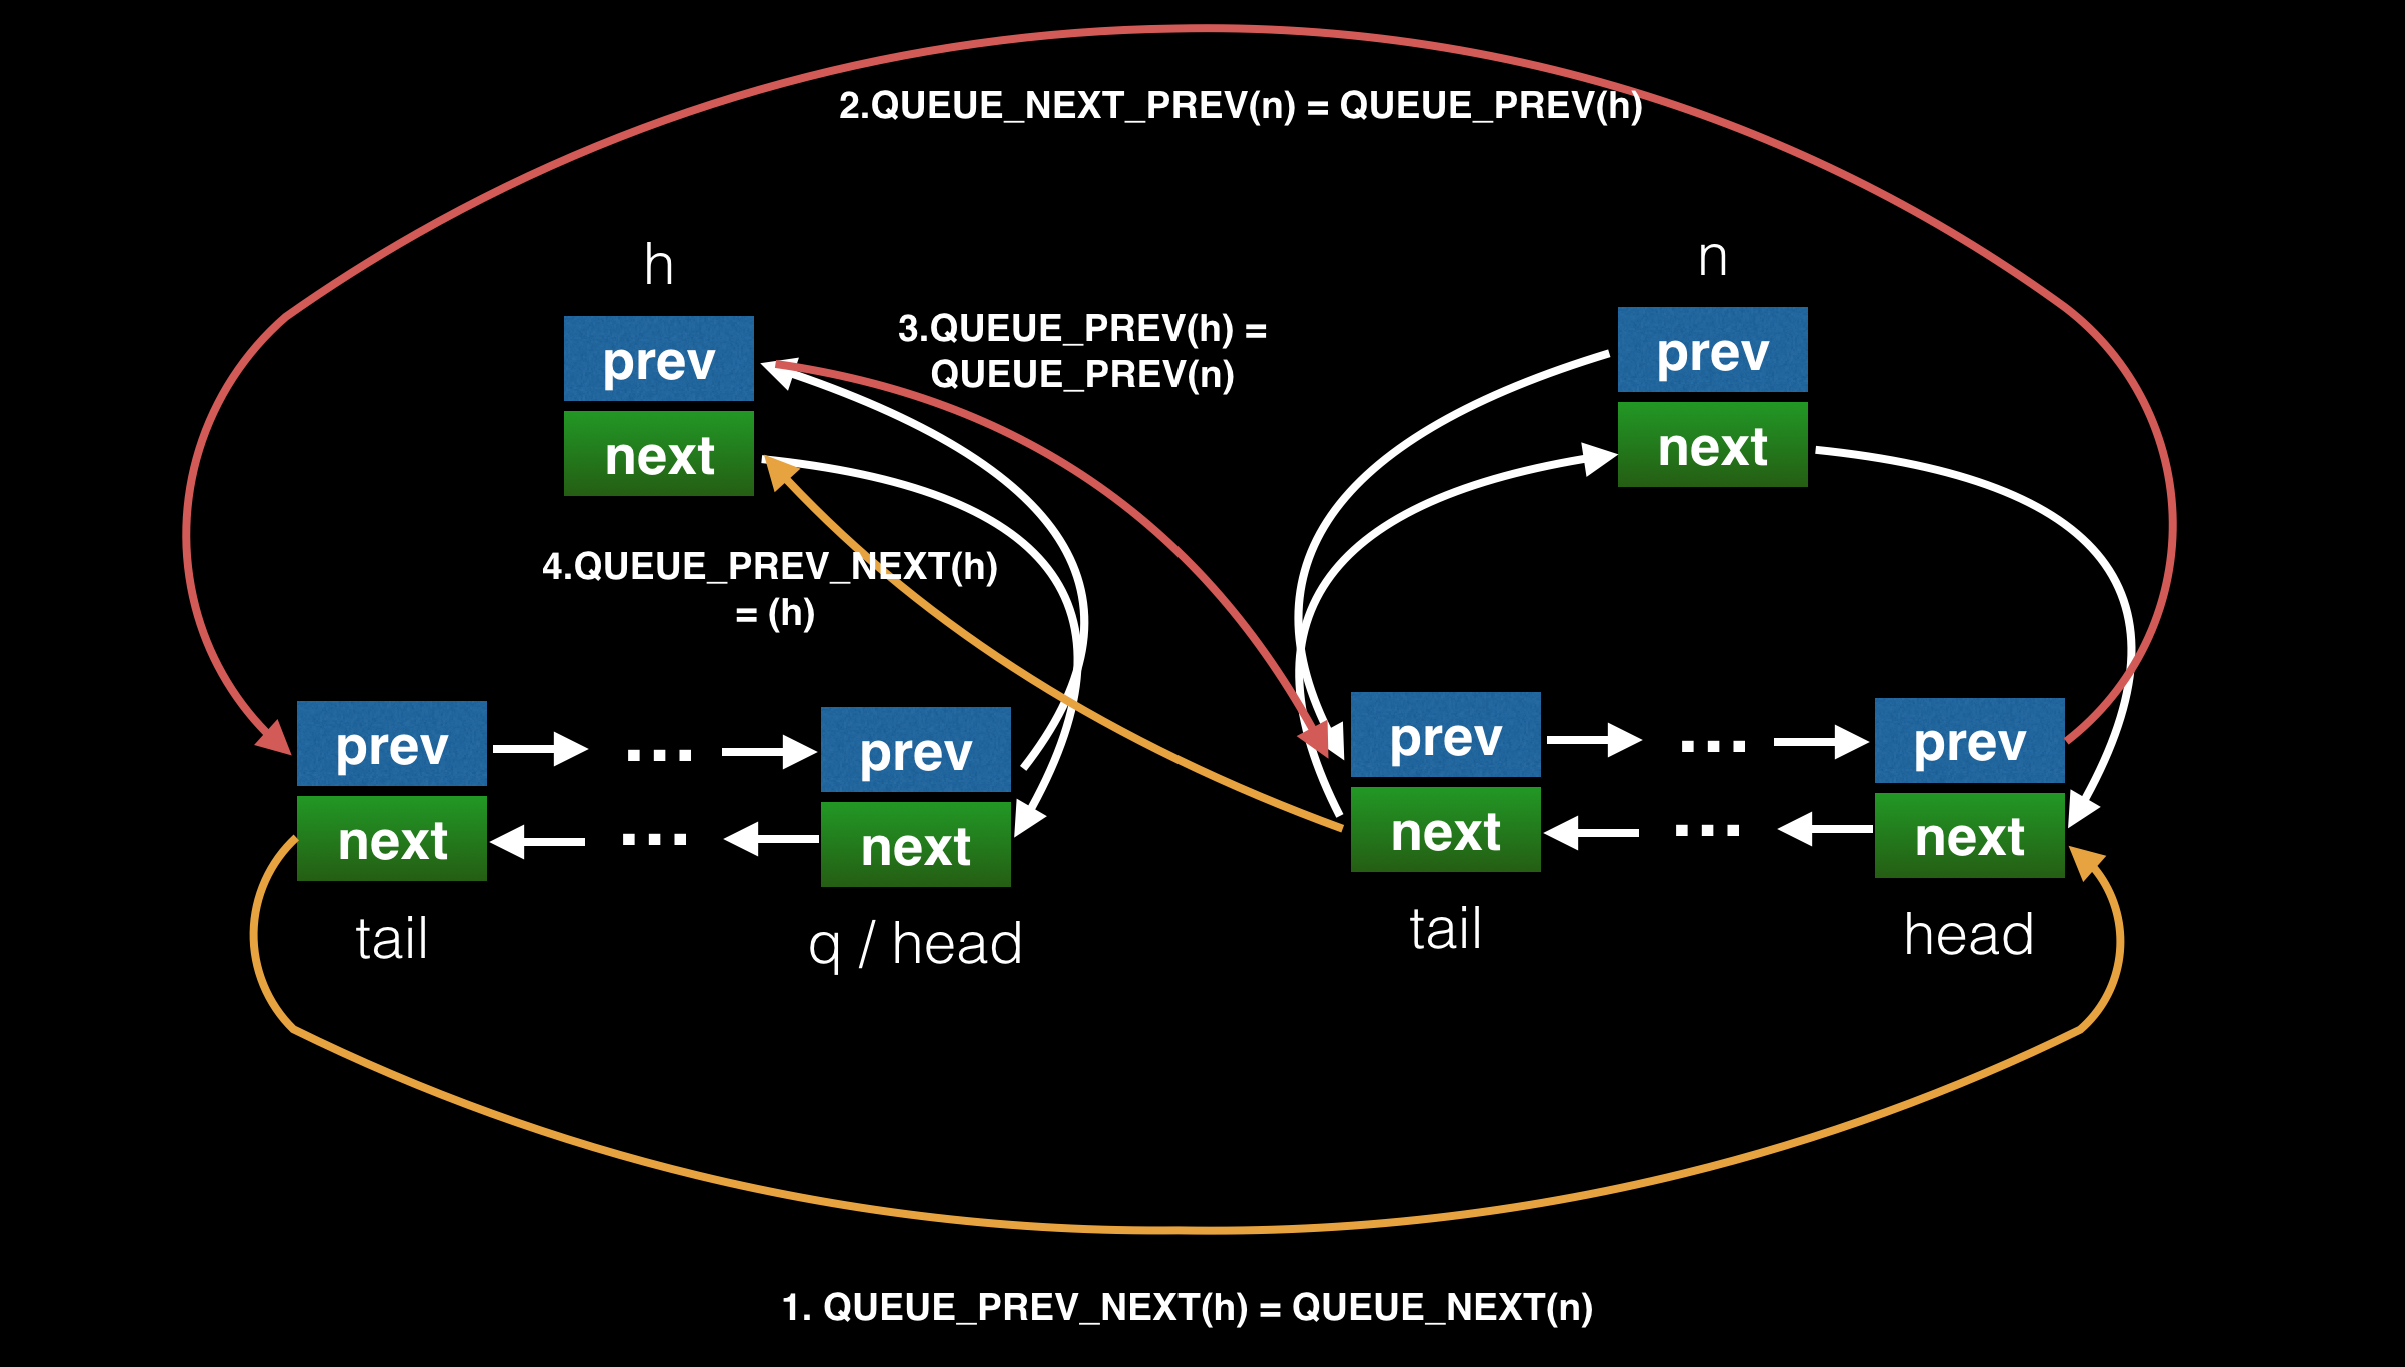 2.QUEUE_NEXT_PREV(n) = QUEUE_PREV(h)
h
n
prev
next
3.QUEUE_PREV(h) =
QUEUE_PREV(n)
prev
next
4.QUEUE_PREV_NEXT(h)
= (h)
prev
...
prev
next
...
next
tail
q / head
prev
...
prev
next
...
next
tail
head
1. QUEUE_PREV_NEXT(h) = QUEUE_NEXT(n)